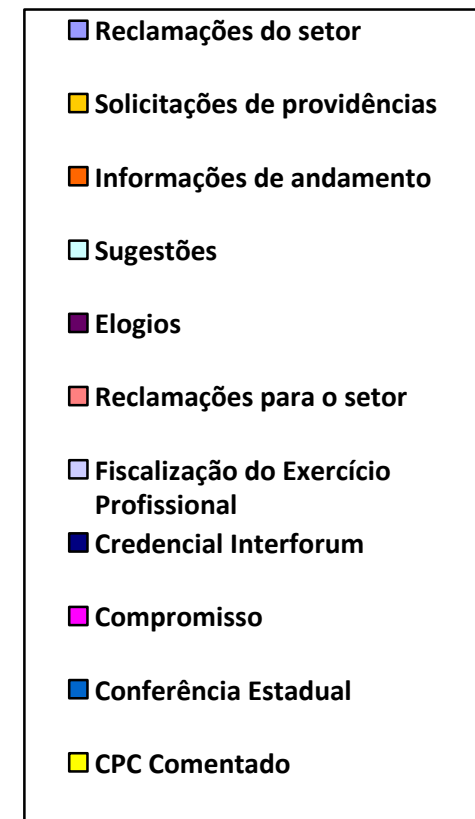 Reclamações do setor
Solicitações de providências
Informações de andamento
Sugestões
Elogios
Reclamações para o setor
Fiscalização do Exercício
Profissional
Credencial Interforum
Compromisso
Conferência Estadual
CPC Comentado